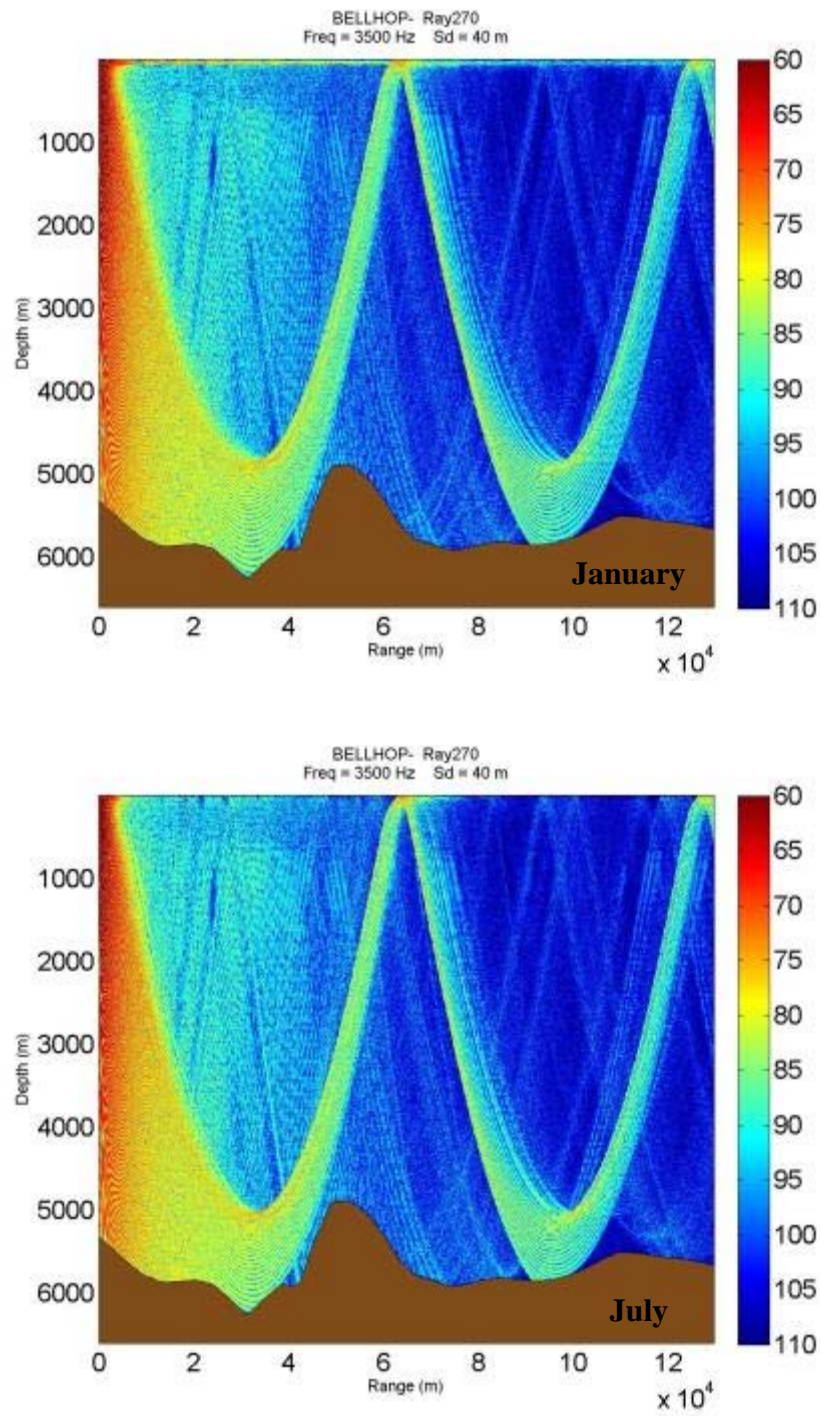 BELLHOP- Ray270
Freq = 3500 Hz Sd = 40 m
1000
2000
3000
4000
5000
6000
Depth (m)
0 2 4 6 8 10 12
Range (m)
x 10^4
60
65
70
75
80
85
90
95
100
105
110
January
BELLHOP- Ray270
Freq = 3500 Hz Sd = 40 m
1000
2000
3000
4000
5000
6000
Depth (m)
0 2 4 6 8 10 12
Range (m)
x 10^4
60
65
70
75
80
85
90
95
100
105
110
July